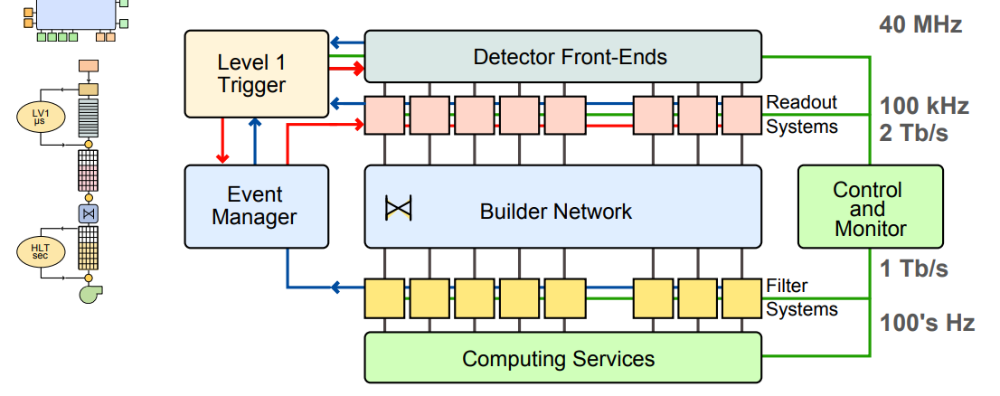 40 MHz
Level 1
Trigger
Detector Front-Ends
Readout
Systems
100 kHz
2 Tb/s
LV1
µs
Event
Manager
Builder Network
Control
and
Monitor
HLT
sec
1 Tb/s
Filter
Systems
100's Hz
Computing Services